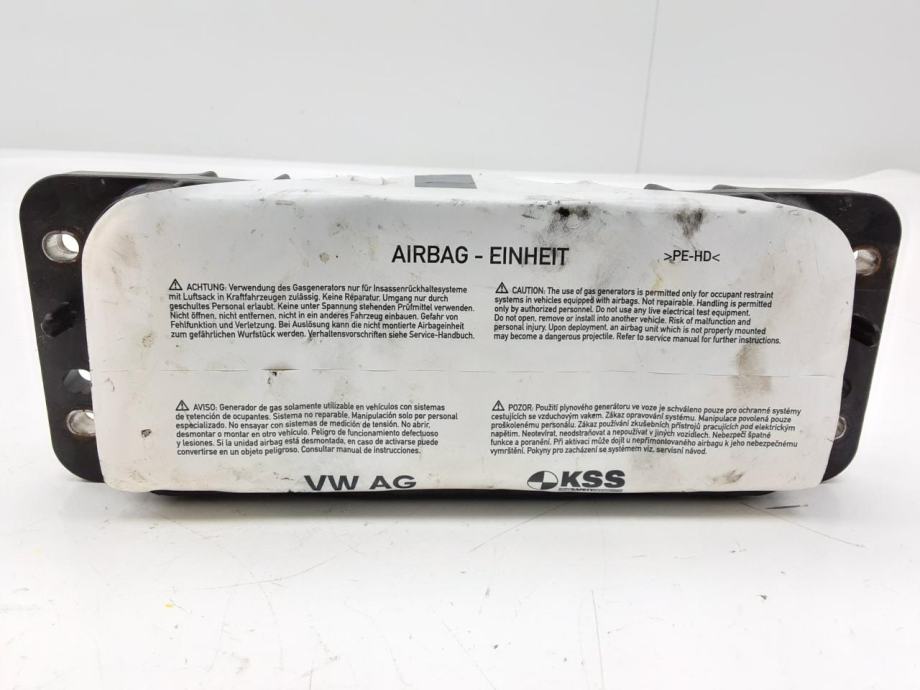 AIRBAG - EINHEIT
>PE-HD<
⚠ ACHTUNG: Verwendung des Gasgenerators nur für Insassenrückhaltesysteme
mit Luftsack in Kraftfahrzeugen zulässig. Keine Reparatur. Umgang nur durch
geschultes Personal erlaubt. Keine unter Spannung stehenden Prüfmittel verwenden.
Nicht öffnen, nicht entfernen, nicht in ein anderes Fahrzeug einbauen. Gefahr von
Fehlfunktion und Verletzung. Bei Auslösung kann die nicht montierte Airbageinheit
zum gefährlichen Wurfstück werden. Verhaltensvorschriften siehe Service-Handbuch.
⚠ CAUTION: The use of gas generators is permitted only for occupant restraint
systems in vehicles equipped with airbags. Not repairable. Handling is permitted
only by authorized personnel. Do not use any live electrical test equipment.
Do not open, remove or install into another vehicle. Risk of malfunction and
personal injury. Upon deployment, an airbag unit which is not properly mounted
may become a dangerous projectile. Refer to service manual for further instructions.
⚠ AVISO: Generador de gas solamente utilizable en vehículos con sistemas
de retención de ocupantes. Sistema no reparable. Manipulación solo por personal
especializado. No ensayar con sistemas de medición de tensión. No abrir,
desmontar o montar en otro vehículo. Peligro de funcionamiento defectuoso
y lesiones. Si la unidad airbag está desmontada, en caso de activarse puede
convertirse en un objeto peligroso. Consultar manual de instrucciones.
⚠ POZOR: Použití plynového generátoru ve voze je schváleno pouze pro ochranné systémy
cestujících se vzduchovým vakem. Zákaz opravování systému. Manipulace povolená pouze
proškolenému personálu. Zákaz používání zkušebních přístrojů pracujících pod elektrickým
napětím. Neotevírat, neodstraňovat a nepoužívat v jiných vozidlech. Nebezpečí špatné
funkce a poranění. Při aktivaci může dojít u nepřimontovaného airbagu k jeho nebezpečnému
vymrštění. Pokyny pro zacházení se systémem viz. servisní návod.
VW AG
KSS